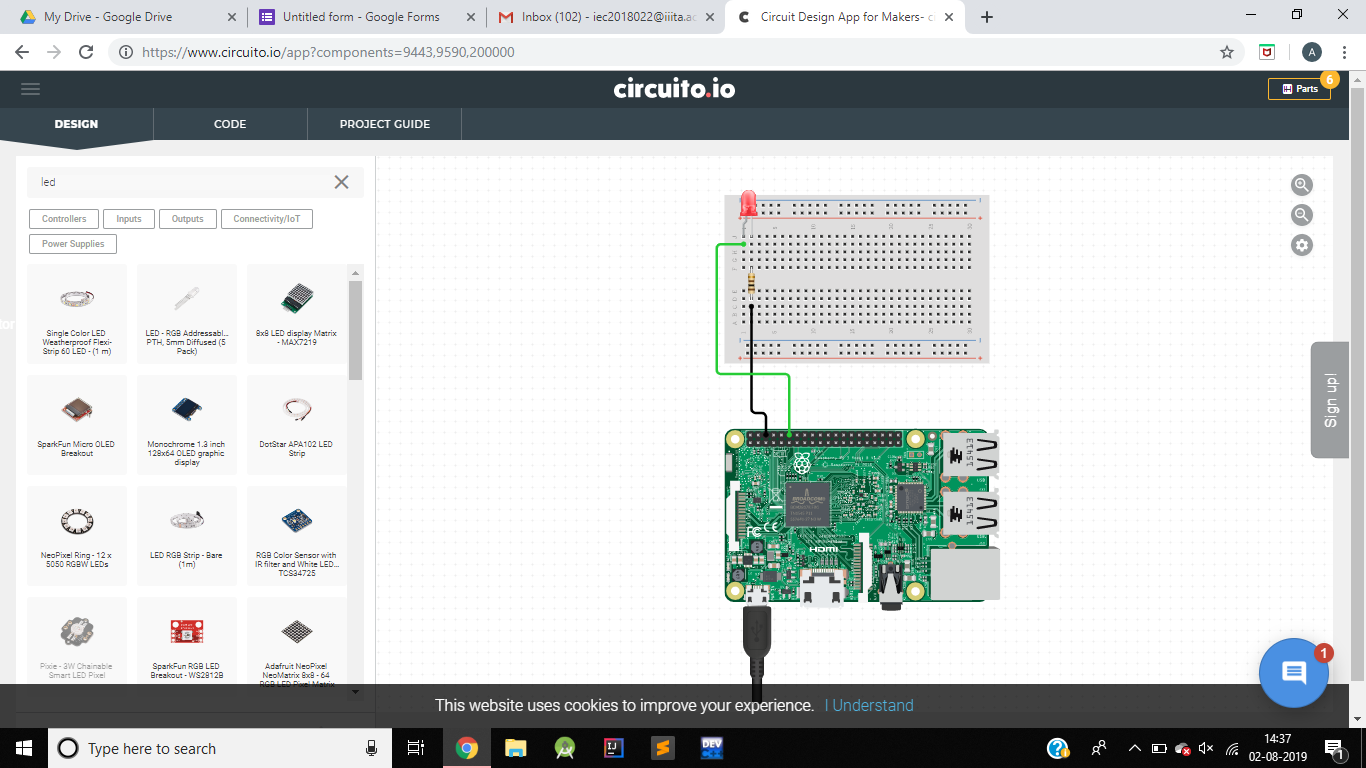 My Drive - Google Drive
Untitled form - Google Forms
Inbox (102) - iec2018022@iiita.ac
Circuit Design App for Makers- c
https://www.circuito.io/app?components=9443,9590,200000
A
circuito.io
Parts
6
DESIGN
CODE
PROJECT GUIDE
led
Controllers
Inputs
Outputs
Connectivity/IoT
Power Supplies
Single Color LED
Weatherproof Flexi-
Strip 60 LED - (1 m)
LED - RGB Addressabl...
PTH, 5mm Diffused (5
Pack)
8x8 LED display Matrix
- MAX7219
SparkFun Micro OLED
Breakout
Monochrome 1.3 inch
128x64 OLED graphic
display
DotStar APA102 LED
Strip
NeoPixel Ring - 12 x
5050 RGBW LEDs
LED RGB Strip - Bare
(1m)
RGB Color Sensor with
IR filter and White LED...
TCS34725
Pixie - 3W Chainable
Smart LED Pixel
SparkFun RGB LED
Breakout - WS2812B
Adafruit NeoPixel
NeoMatrix 8x8 - 64
RGB LED Pixel Matrix
tor
BROADCOM
HDMI
Sign up!
1
This website uses cookies to improve your experience.
I Understand
Type here to search
DEV
14:37
02-08-2019
1